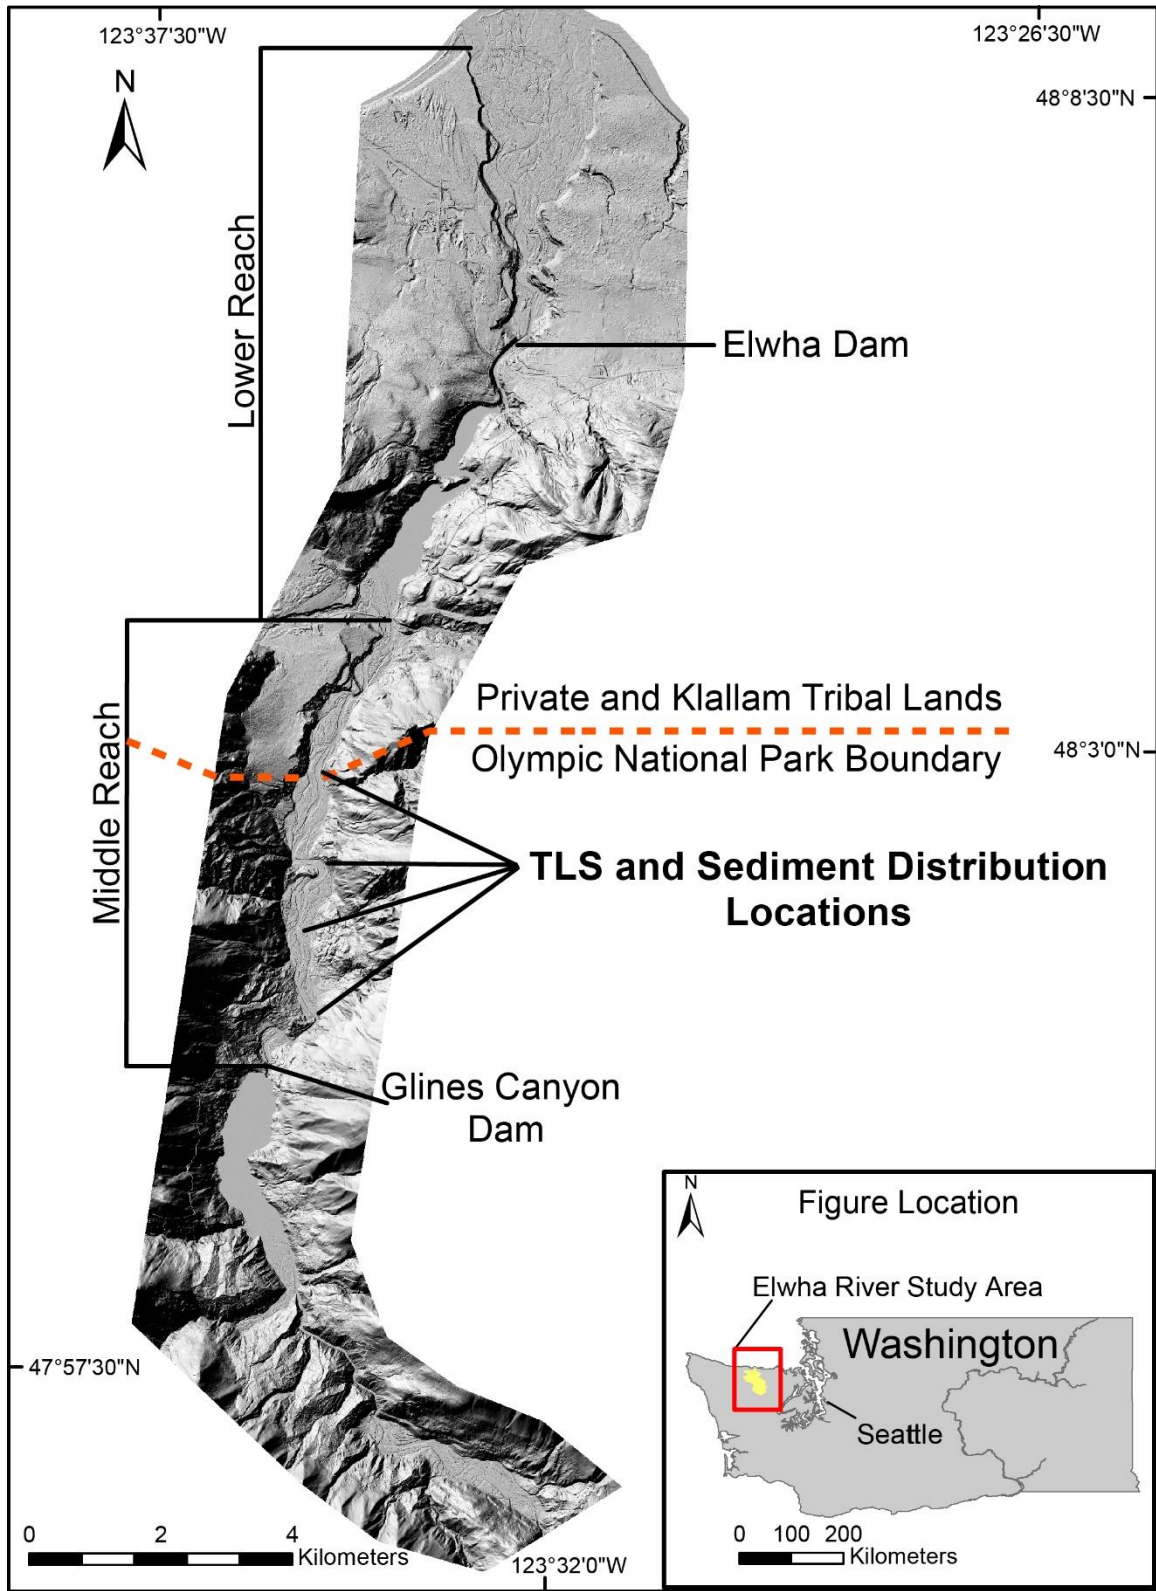 123°37'30"W
123°26'30"W
N
48°8'30"N
Lower Reach
Elwha Dam
Private and Klallam Tribal Lands
Olympic National Park Boundary
48°3'0"N
Middle Reach
TLS and Sediment Distribution
Locations
Glines Canyon
Dam
N
Figure Location
Elwha River Study Area
Washington
Seattle
47°57'30"N
0 2 4
Kilometers
123°32'0"W
0 100 200
Kilometers